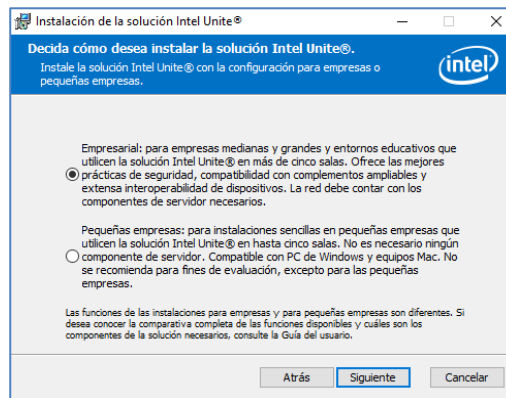 Instalación de la solución Intel Unite®
Decida cómo desea instalar la solución Intel Unite®.
Instale la solución Intel Unite® con la configuración para empresas o
pequeñas empresas.
intel
Empresarial: para empresas medianas y grandes y entornos educativos que
utilicen la solución Intel Unite® en más de cinco salas. Ofrece las mejores
prácticas de seguridad, compatibilidad con complementos ampliables y
extensa interoperabilidad de dispositivos. La red debe contar con los
componentes de servidor necesarios.
Pequeñas empresas: para instalaciones sencillas en pequeñas empresas que
utilicen la solución Intel Unite® en hasta cinco salas. No es necesario ningún
componente de servidor. Compatible con PC de Windows y equipos Mac. No
se recomienda para fines de evaluación, excepto para las pequeñas
empresas.
Las funciones de las instalaciones para empresas y para pequeñas empresas son diferentes. Si
desea conocer la comparativa completa de las funciones disponibles y cuáles son los
componentes de la solución necesarios, consulte la Guía del usuario.
Atrás
Siguiente
Cancelar